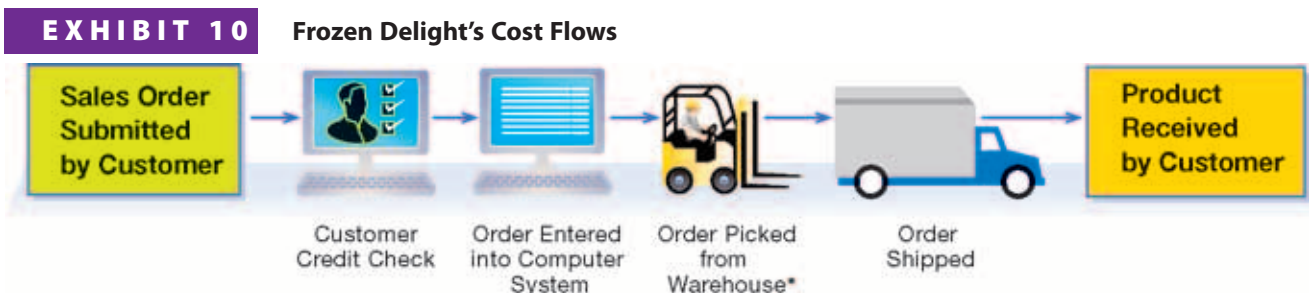 EXHIBIT 10
Frozen Delight's Cost Flows
Sales Order
Submitted
by Customer
Product
Received
by Customer
Customer
Credit Check
Order Entered
into Computer
System
Order Picked
from
Warehouse*
Order
Shipped